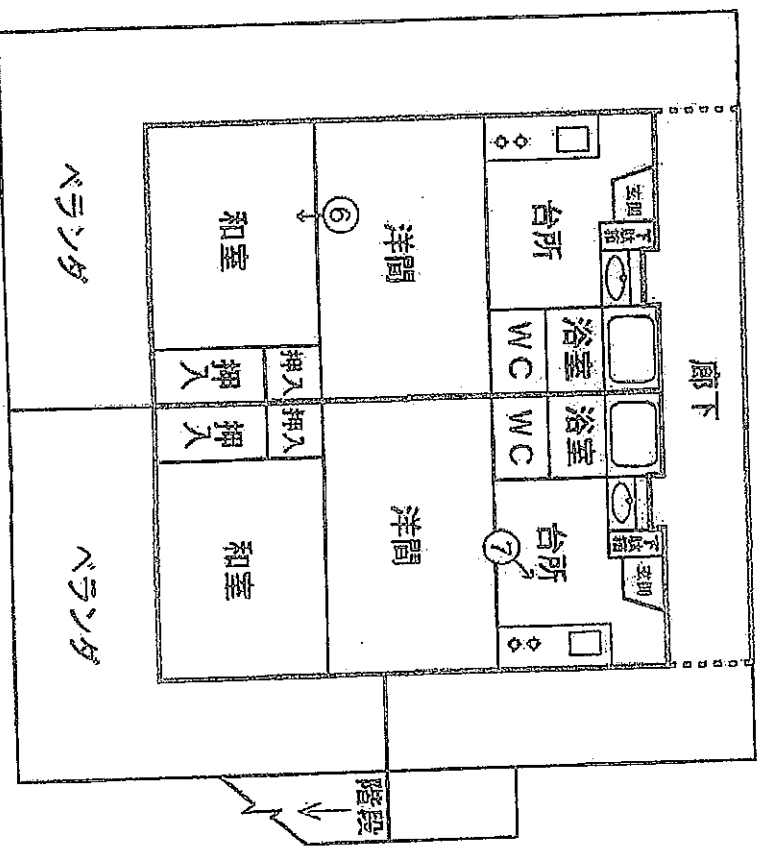 廊下
玄関
下駄箱
台所
浴室
WC
洋間
⑥
和室
押入
押入
ベランダ
玄関
下駄箱
台所
⑦
浴室
WC
洋間
和室
押入
押入
ベランダ
階段